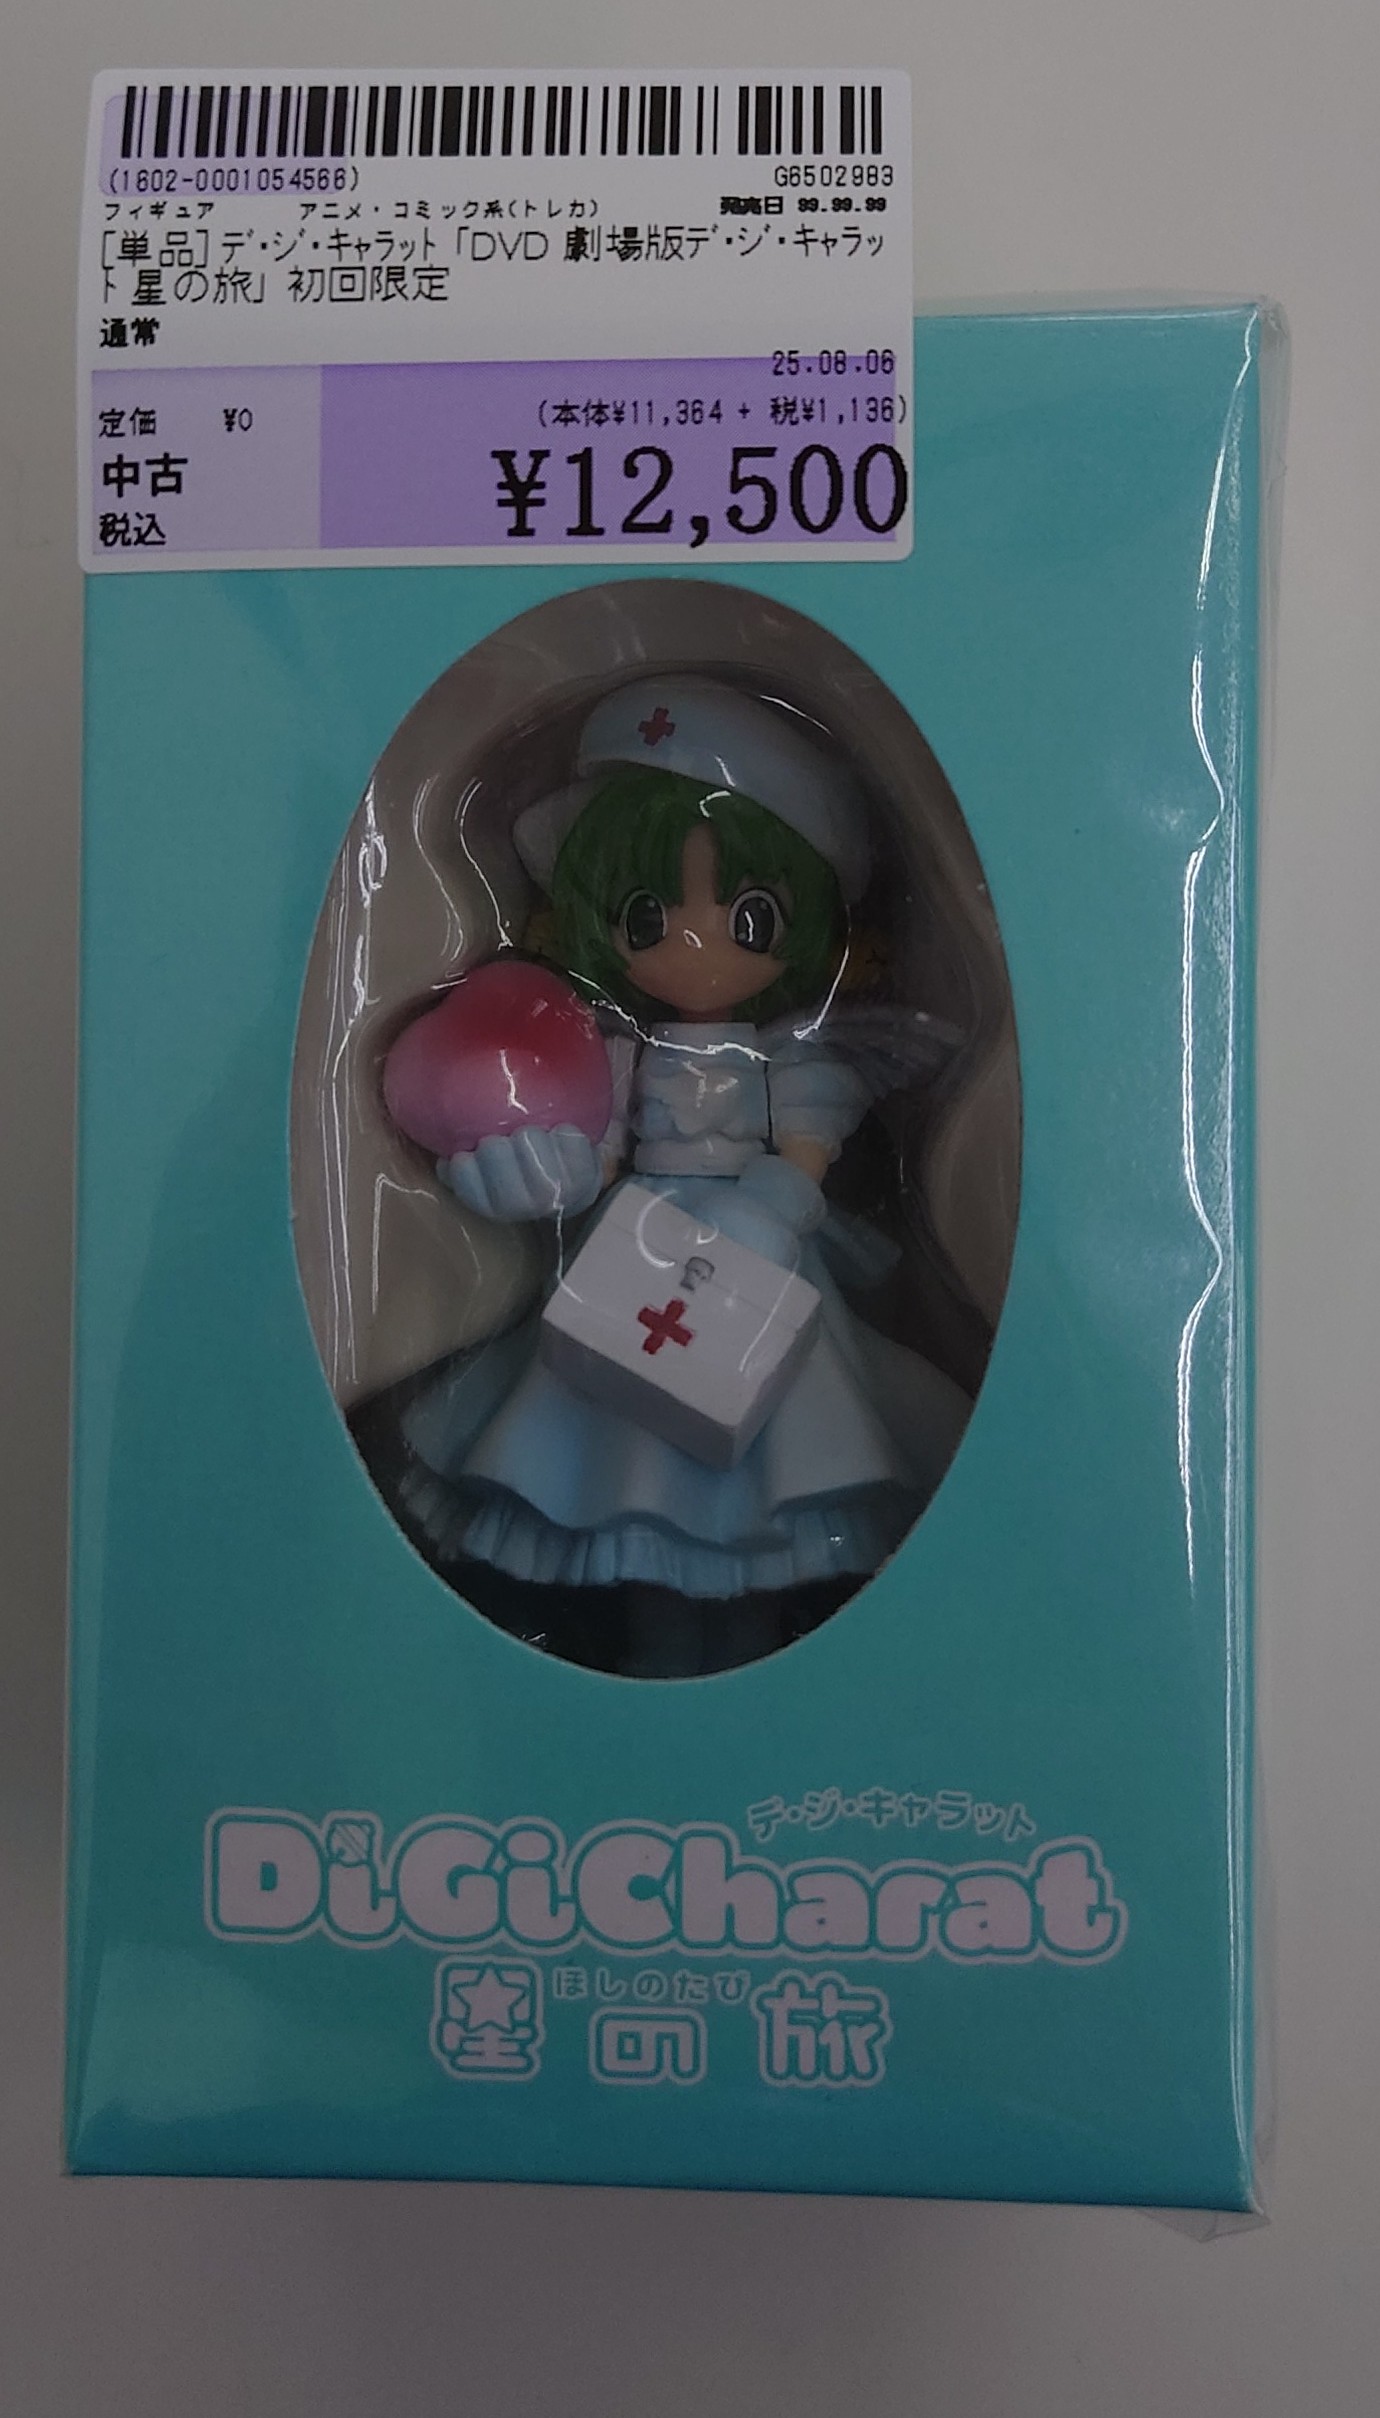 (1602-0001054566)
G6502983
フィギュア アニメ・コミック系(トレカ) 発売日 99.99.99
[単品] デ・ジ・キャラット 「DVD 劇場版デ・ジ・キャラッ
ト 星の旅」 初回限定
通常
25.08.06
定価 ¥0 (本体¥11,364 + 税¥1,136)
中古
税込
¥12,500
デ・ジ・キャラット
DiGiCharat
ほしのたび
星の旅